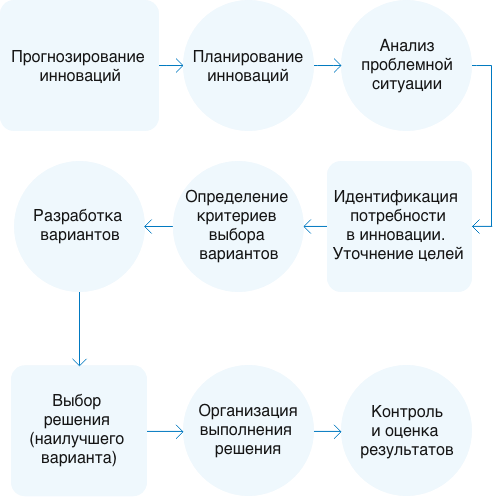 Прогнозирование
инноваций
Планирование
инноваций
Анализ
проблемной
ситуации
Идентификация
потребности
в инновации.
Уточнение целей
Определение
критериев
выбора
вариантов
Разработка
вариантов
Выбор
решения
(наилучшего
варианта)
Организация
выполнения
решения
Контроль
и оценка
результатов